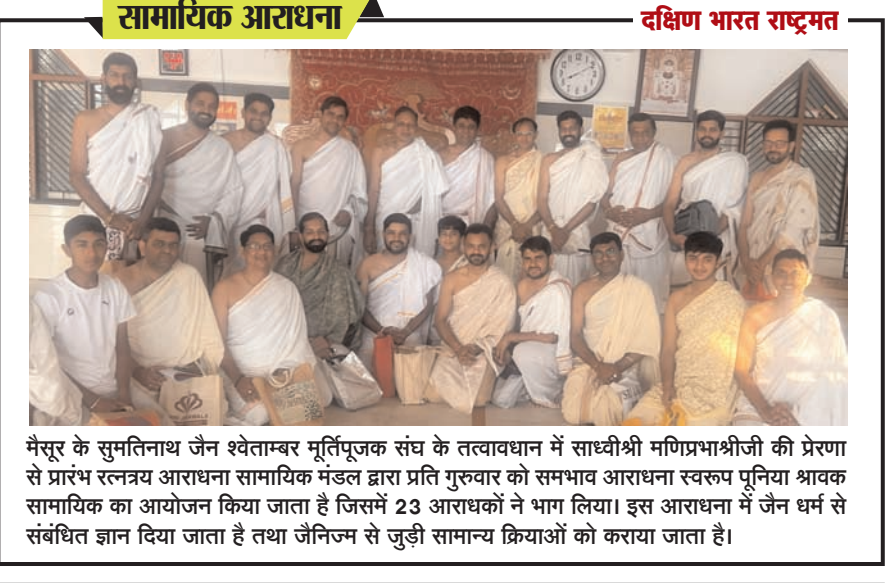 सामायिक आराधना
दक्षिण भारत राष्ट्रमत
मैसूर के सुमतिनाथ जैन श्वेताम्बर मूर्तिपूजक संघ के तत्वावधान में साध्वीश्री मणिप्रभाश्रीजी की प्रेरणा
से प्रारंभ रत्नत्रय आराधना सामायिक मंडल द्वारा प्रति गुरुवार को समभाव आराधना स्वरूप पूनिया श्रावक
सामायिक का आयोजन किया जाता है जिसमें 23 आराधकों ने भाग लिया। इस आराधना में जैन धर्म से
संबंधित ज्ञान दिया जाता है तथा जैनिज्म से जुड़ी सामान्य क्रियाओं को कराया जाता है।